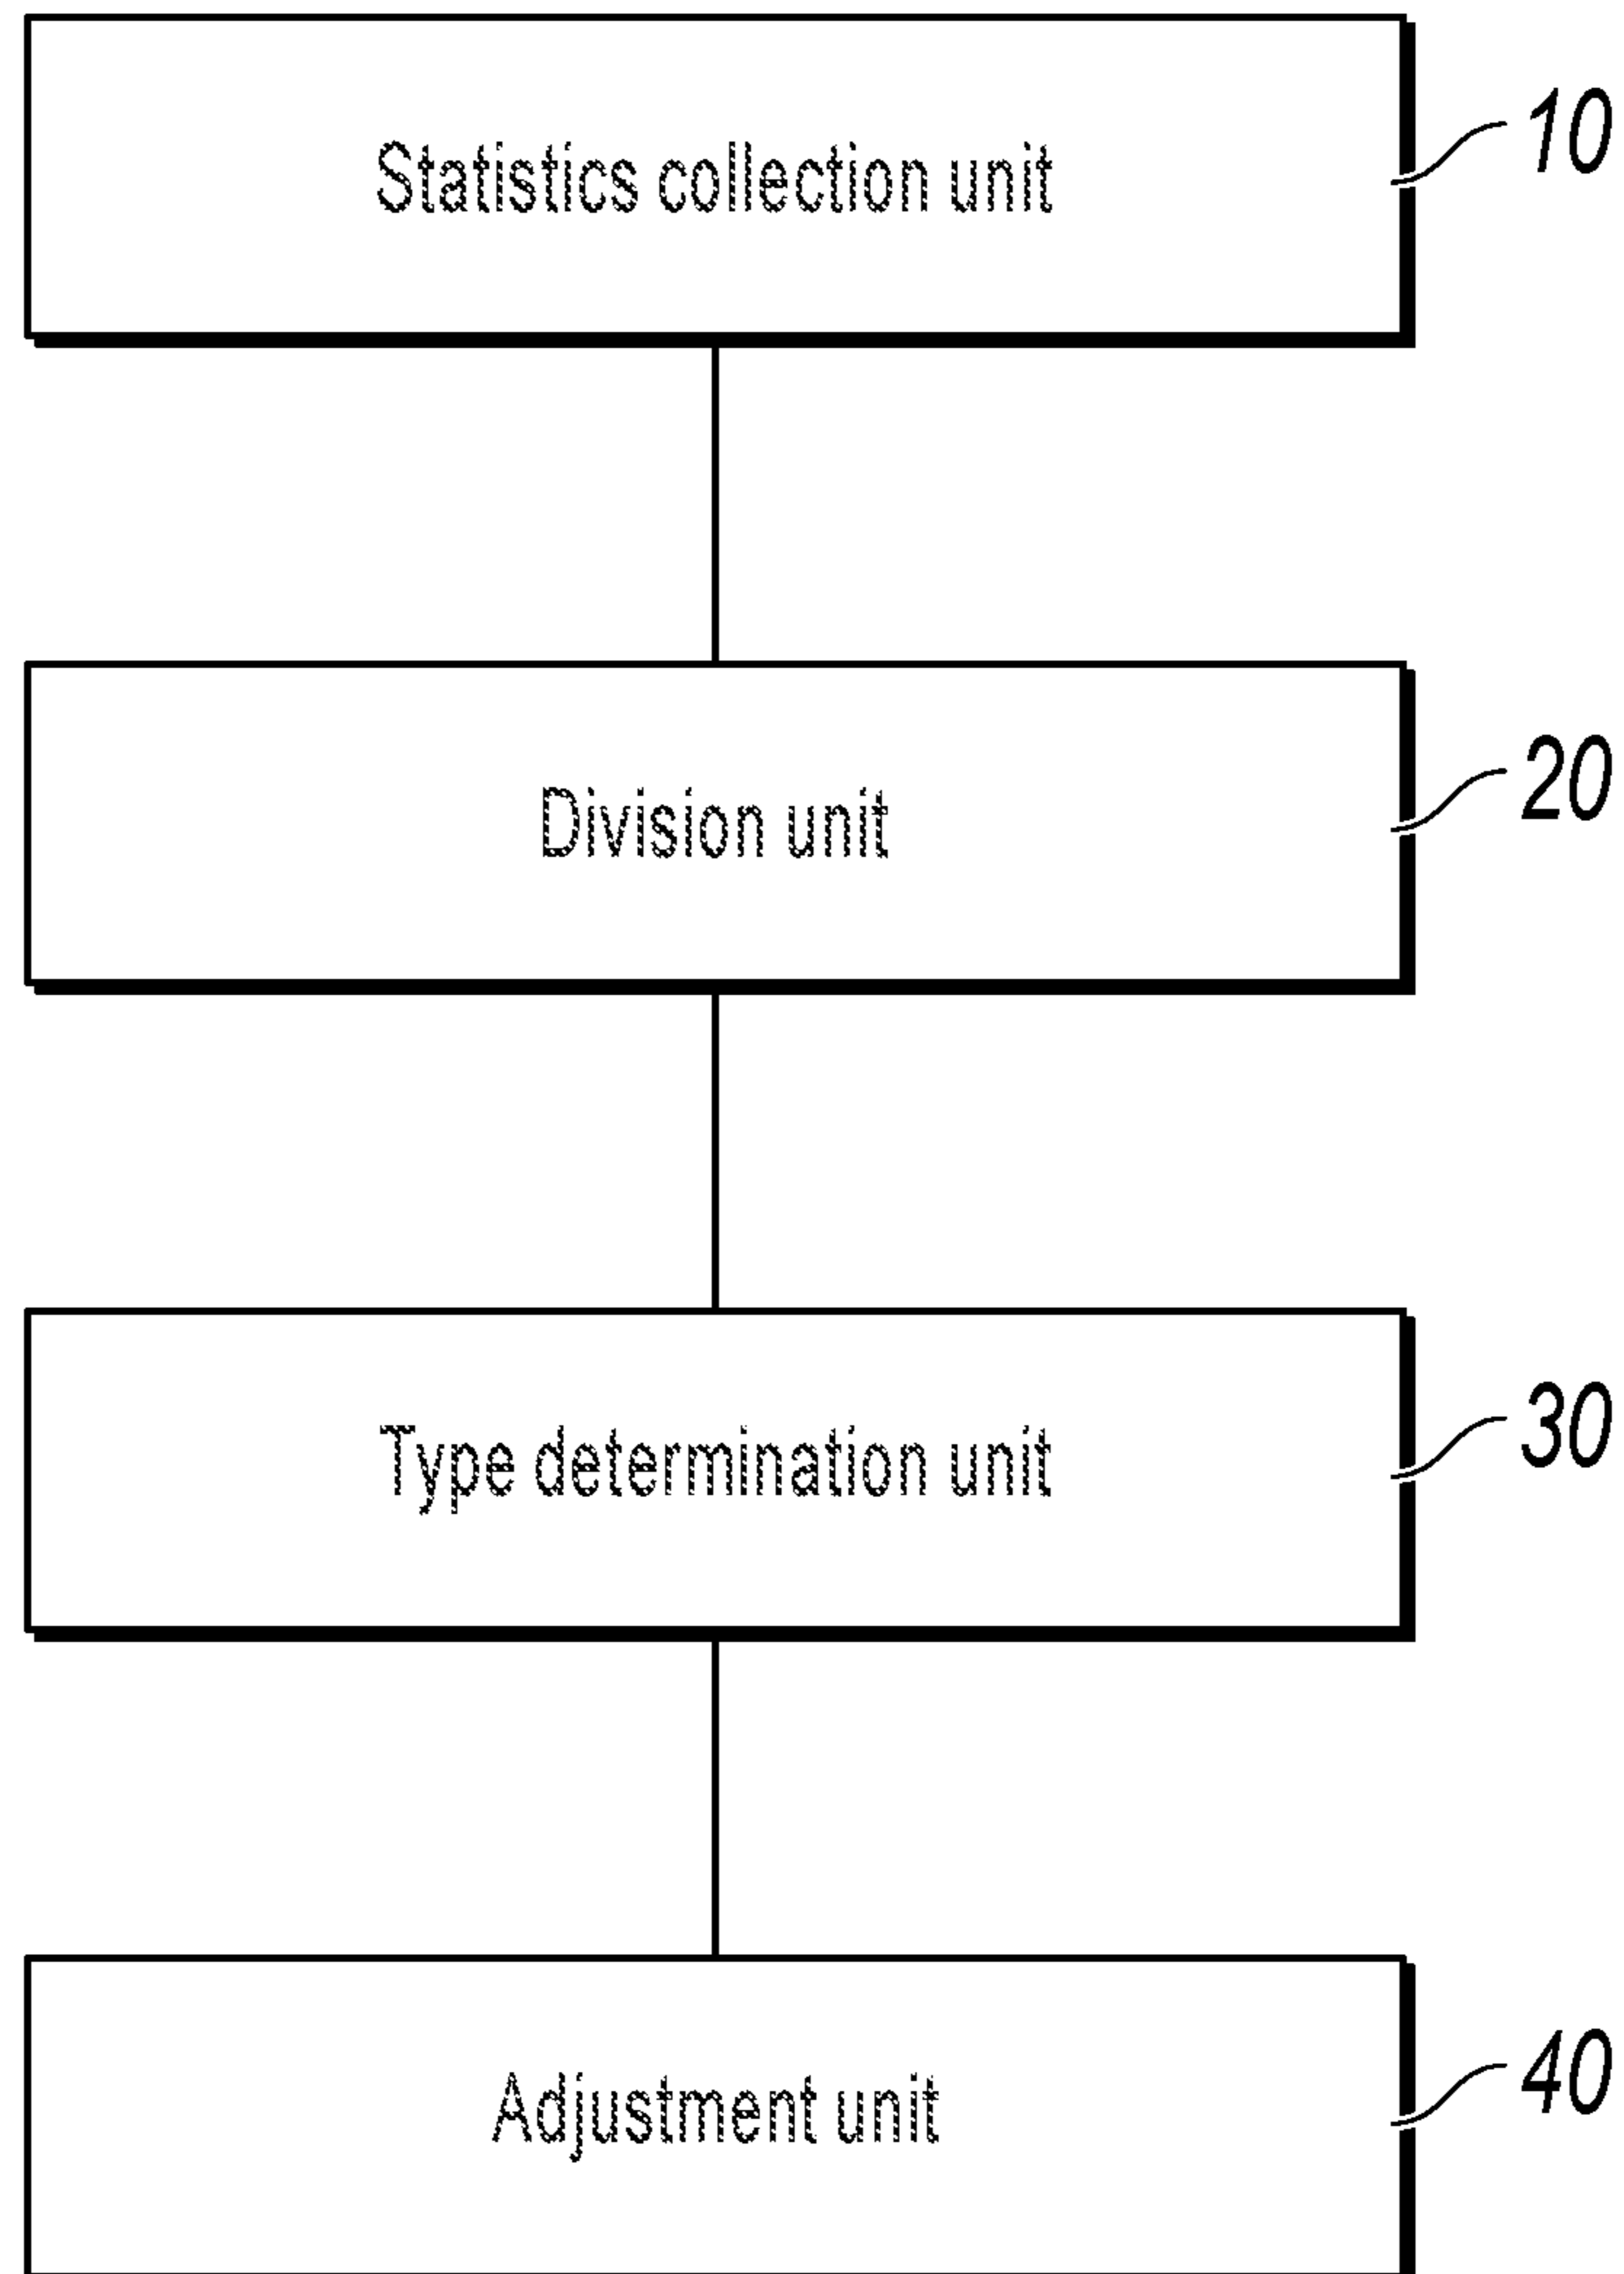 Statistics collection unit
10
Division unit
20
Type determination unit
30
Adjustment unit
40